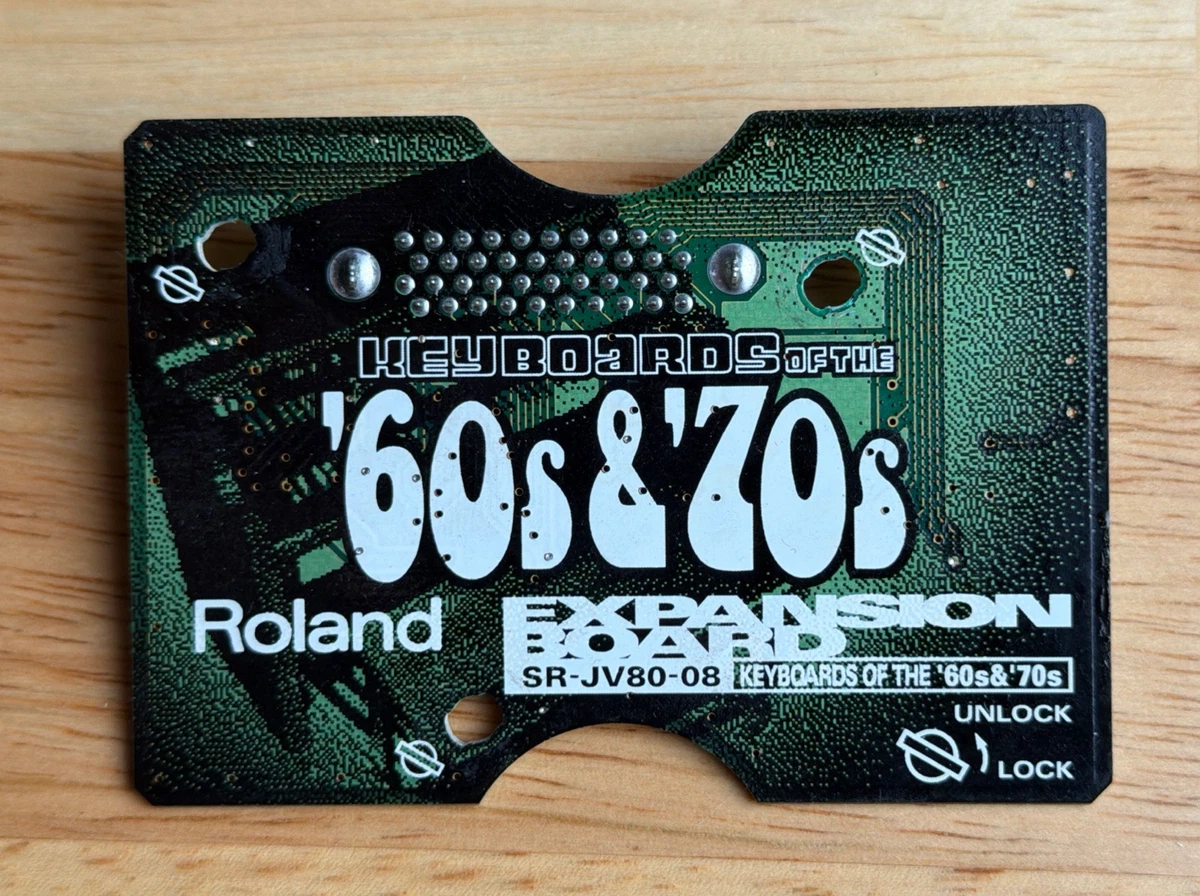 KEYBOARDS OF THE
'60s & '70s
Roland
EXPANSION
BOARD
SR-JV80-08 KEYBOARDS OF THE '60s&'70s
UNLOCK
LOCK